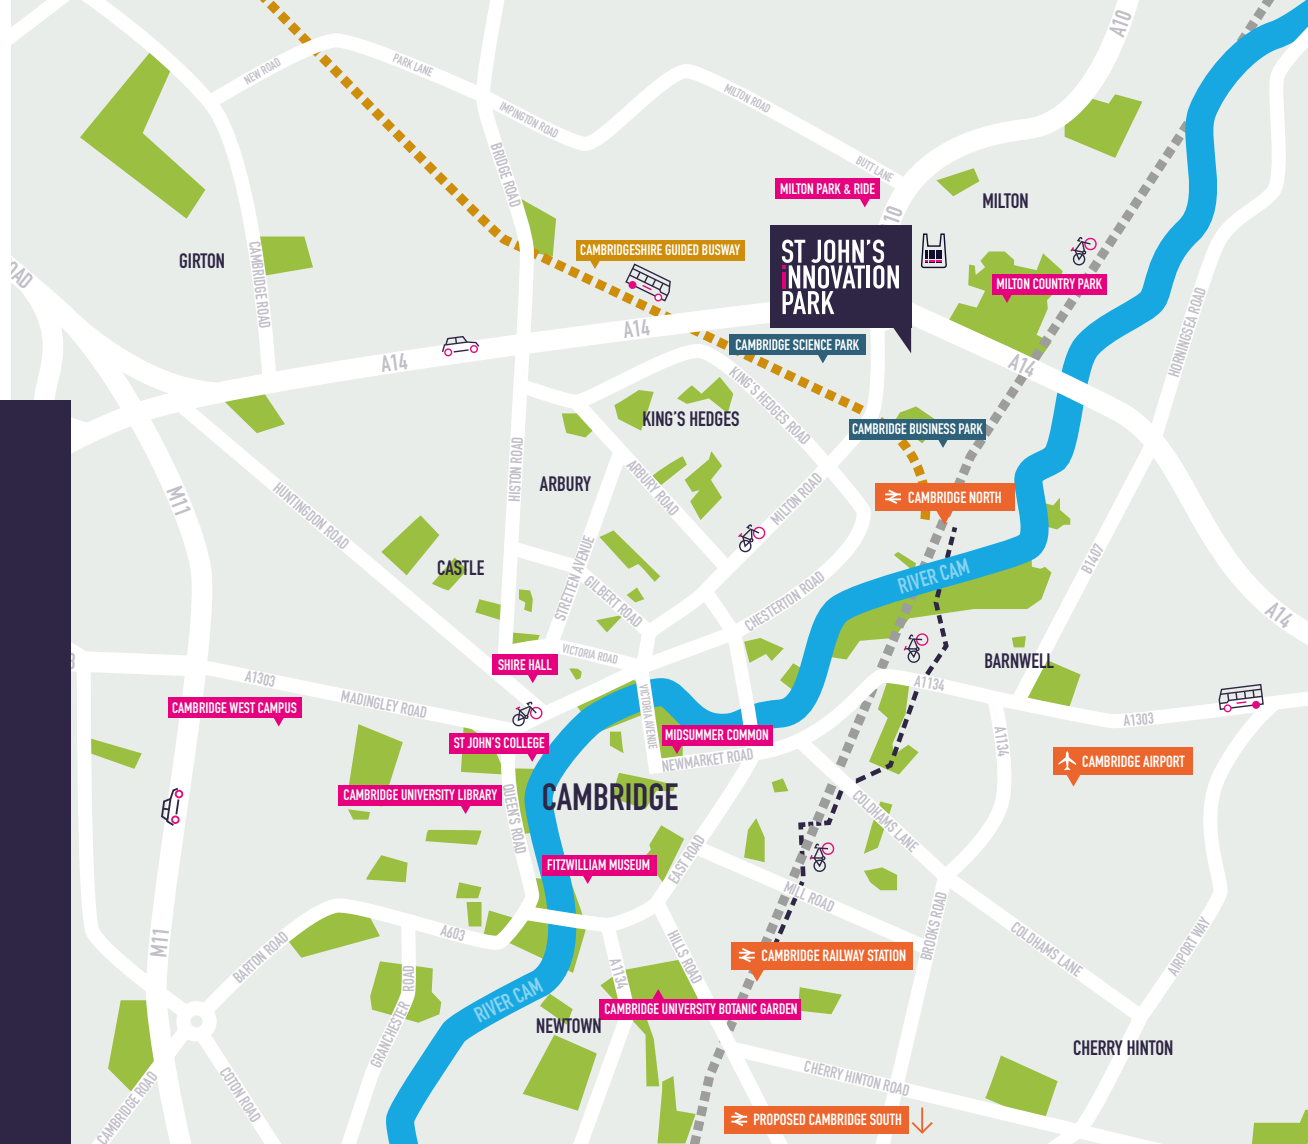 A10
NEW ROAD
PARK LANE
IMPINGTON ROAD
MILTON ROAD
BUTT LANE
BRIDGE ROAD
MILTON PARK & RIDE
MILTON
10
CAMBRIDGESHIRE GUIDED BUSWAY
ST JOHN'S
iNNOVATION
PARK
GIRTON
CAMBRIDGE ROAD
OAD
MILTON COUNTRY PARK
HORNINGSEA ROAD
A14
A14
A14
CAMBRIDGE SCIENCE PARK
KING'S HEDGES ROAD
KING'S HEDGES
CAMBRIDGE BUSINESS PARK
HISTON ROAD
ARBURY
ARBURY ROAD
MILTON ROAD
CAMBRIDGE NORTH
M11
HUNTINGDON ROAD
CASTLE
STRETTEN AVENUE
GILBERT ROAD
CHESTERTON ROAD
RIVER CAM
B1407
A14
VICTORIA ROAD
SHIRE HALL
BARNWELL
A1303
MADINGLEY ROAD
CAMBRIDGE WEST CAMPUS
VICTORIA AVENUE
A1134
A1303
A1134
ST JOHN'S COLLEGE
MIDSUMMER COMMON
NEWMARKET ROAD
CAMBRIDGE AIRPORT
CAMBRIDGE UNIVERSITY LIBRARY
QUEEN'S ROAD
CAMBRIDGE
COLDHAMS LANE
FITZWILLIAM MUSEUM
EAST ROAD
MILL ROAD
M11
BARTON ROAD
A603
HILLS ROAD
BROOKS ROAD
COLDHAMS LANE
AIRPORT WAY
CAMBRIDGE RAILWAY STATION
A1134
RIVER CAM
GRANCHESTER ROAD
CAMBRIDGE UNIVERSITY BOTANIC GARDEN
NEWTOWN
CHERRY HINTON
CHERRY HINTON ROAD
CAMBRIDGE ROAD
COTON ROAD
PROPOSED CAMBRIDGE SOUTH